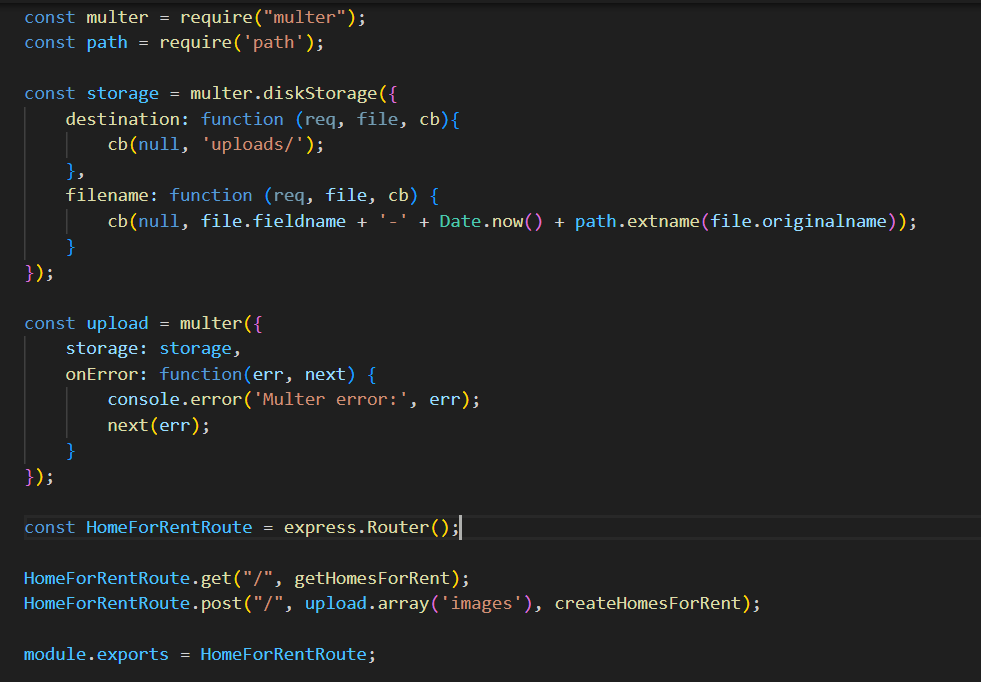 const multer = require("multer");
const path = require('path');
const storage = multer.diskStorage({
destination: function (req, file, cb){
cb(null, 'uploads/');
},
filename: function (req, file, cb) {
cb(null, file.fieldname + '-' + Date.now() + path.extname(file.originalname));
}
});
const upload = multer({
storage: storage,
onError: function(err, next) {
console.error('Multer error:', err);
next(err);
}
});
const HomeForRentRoute = express.Router();
HomeForRentRoute.get("/", getHomesForRent);
HomeForRentRoute.post("/", upload.array('images'), createHomesForRent);
module.exports = HomeForRentRoute;